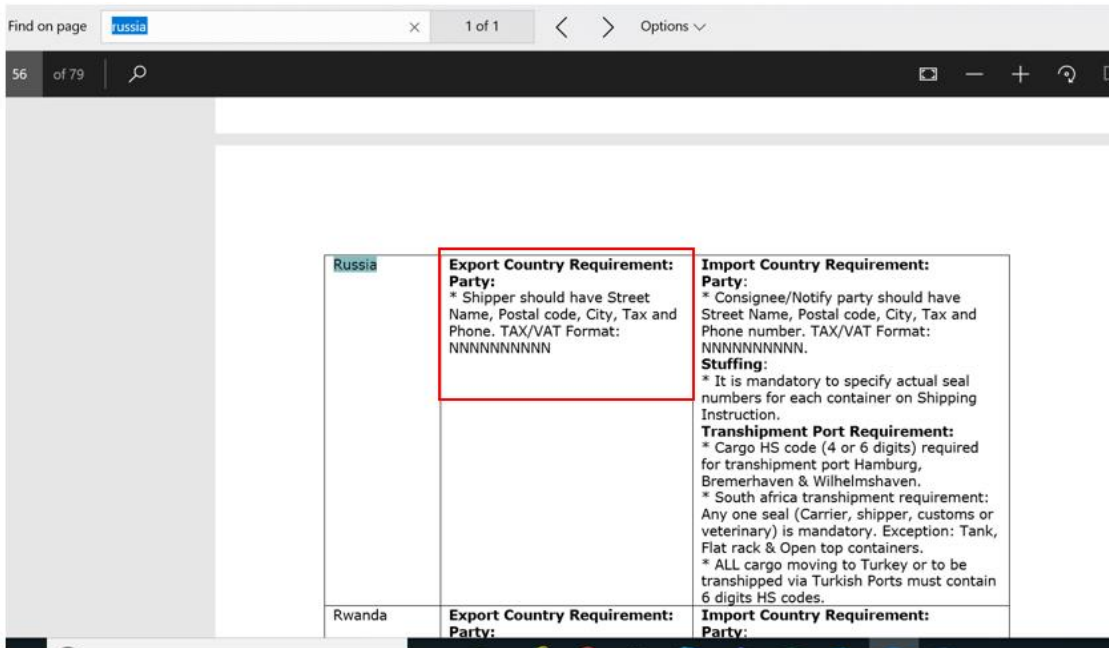 Find on page russia 1 of 1 Options
56 of 79
Russia
Export Country Requirement:
Party:
* Shipper should have Street
Name, Postal code, City, Tax and
Phone. TAX/VAT Format:
NNNNNNNNNN
Import Country Requirement:
Party:
* Consignee/Notify party should have
Street Name, Postal code, City, Tax and
Phone number. TAX/VAT Format:
NNNNNNNNNN.
Stuffing:
* It is mandatory to specify actual seal
numbers for each container on Shipping
Instruction.
Transhipment Port Requirement:
* Cargo HS code (4 or 6 digits) required
for transhipment port Hamburg,
Bremerhaven & Wilhelmshaven.
* South africa transhipment requirement:
Any one seal (Carrier, shipper, customs or
veterinary) is mandatory. Exception: Tank,
Flat rack & Open top containers.
* ALL cargo moving to Turkey or to be
transhipped via Turkish Ports must contain
6 digits HS codes.
Rwanda
Export Country Requirement:
Party:
Import Country Requirement:
Party: